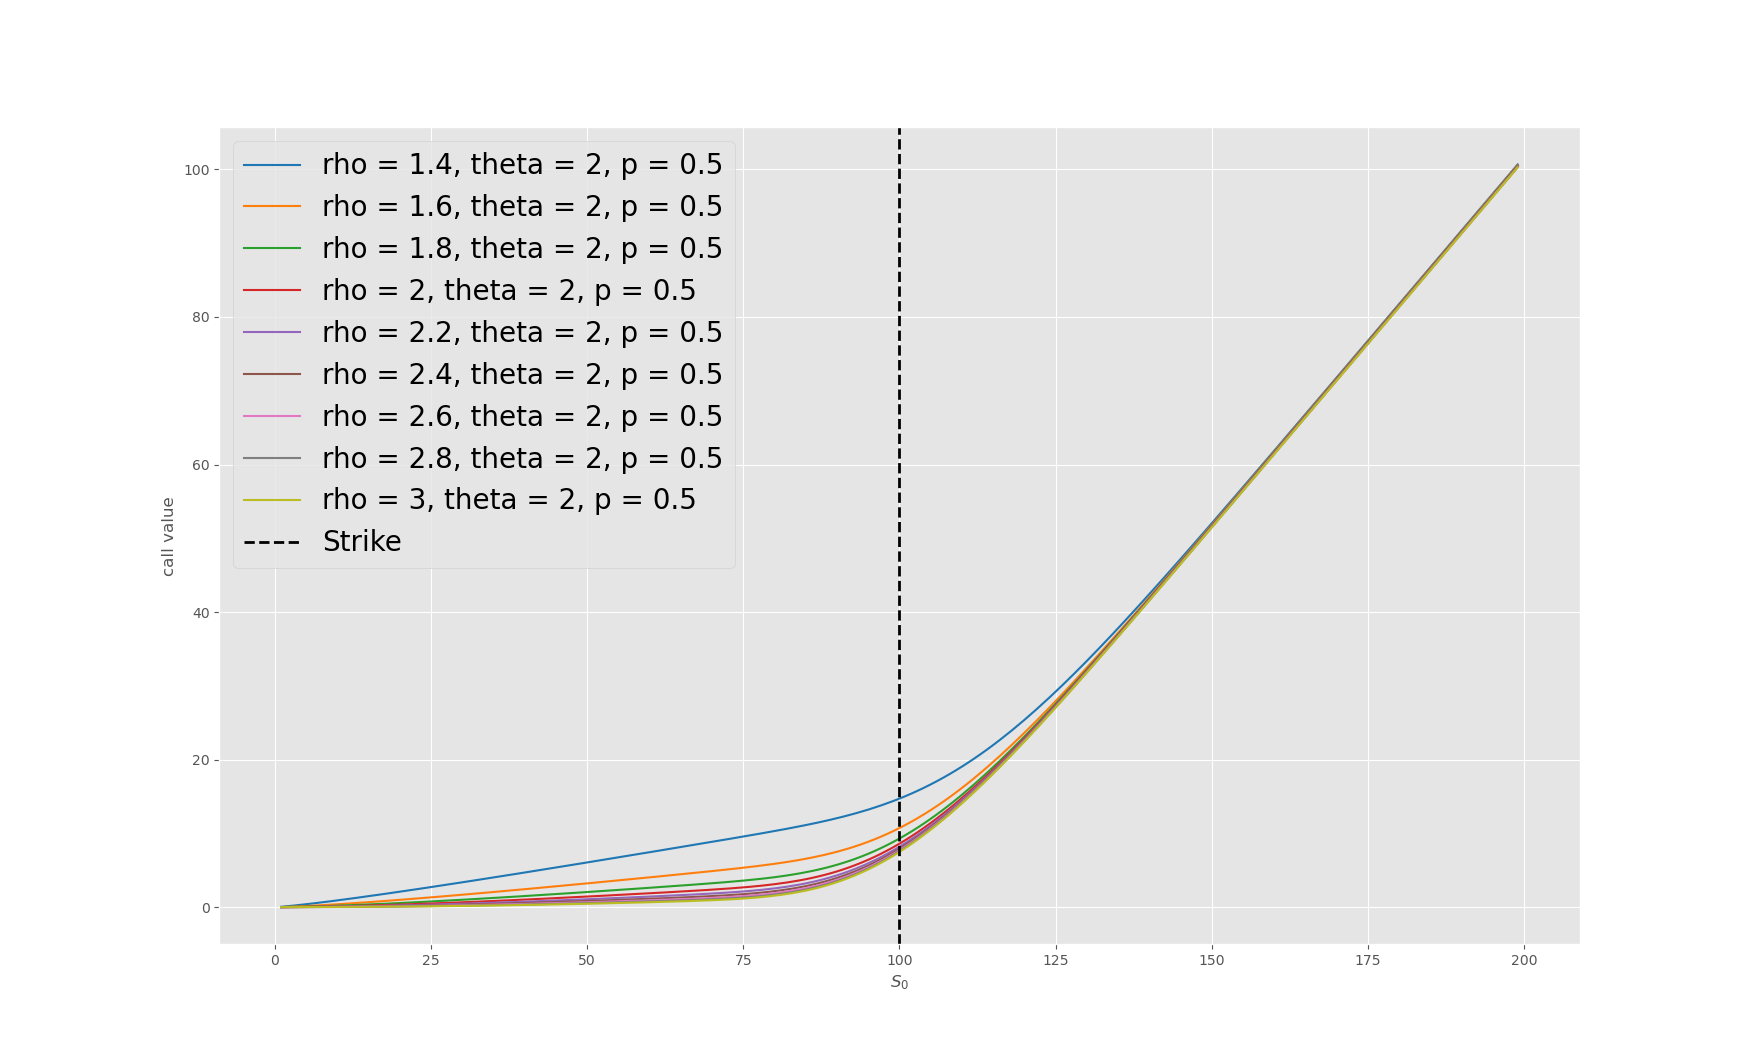 rho = 1.4, theta = 2, p = 0.5
rho = 1.6, theta = 2, p = 0.5
rho = 1.8, theta = 2, p = 0.5
rho = 2, theta = 2, p = 0.5
rho = 2.2, theta = 2, p = 0.5
rho = 2.4, theta = 2, p = 0.5
rho = 2.6, theta = 2, p = 0.5
rho = 2.8, theta = 2, p = 0.5
rho = 3, theta = 2, p = 0.5
Strike
100
80
60
40
20
0
call value
0 25 50 75 100 125 150 175 200
S₀